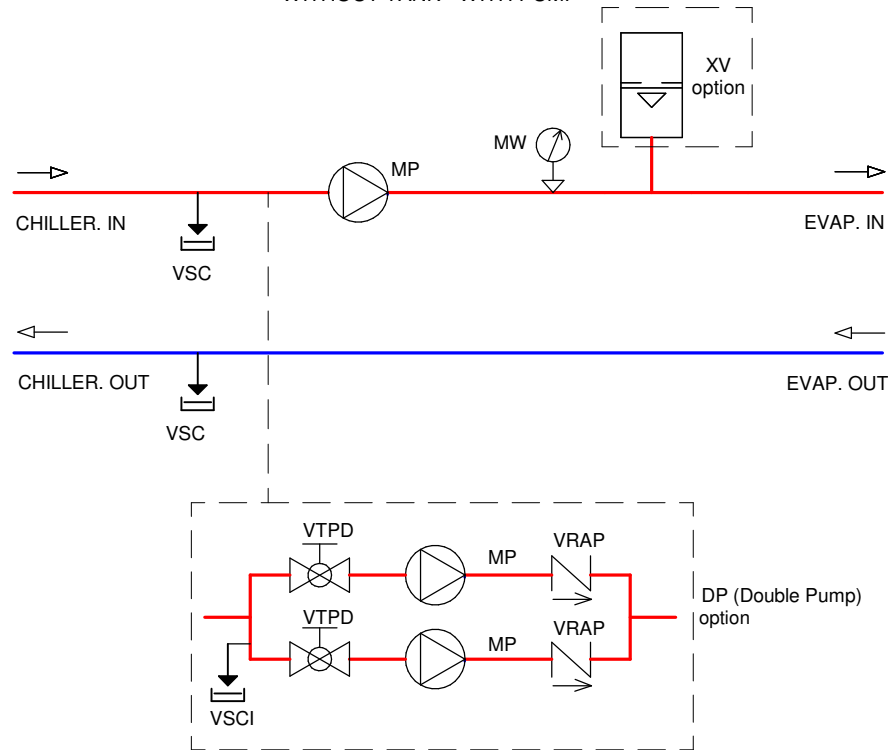 XV
option
MW
MP
CHILLER. IN
EVAP. IN
VSC
CHILLER. OUT
EVAP. OUT
VSC
VTPD
MP
VRAP
DP (Double Pump)
option
VTPD
MP
VRAP
VSCI